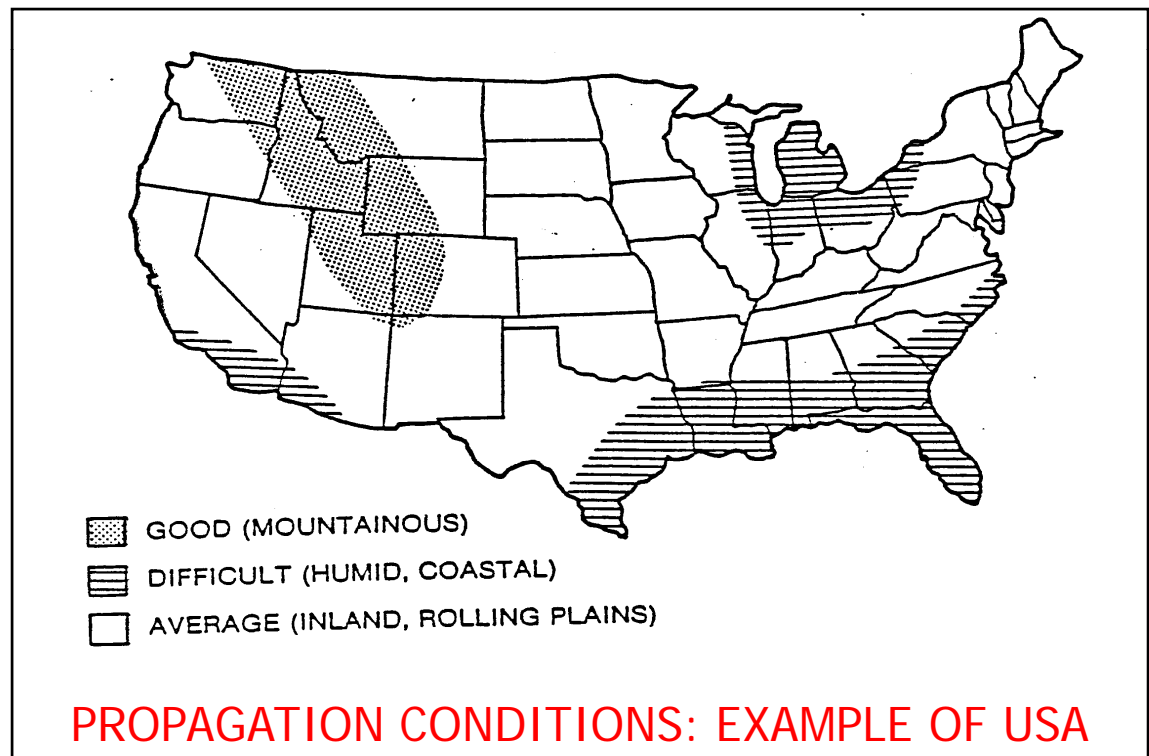 GOOD (MOUNTAINOUS)
DIFFICULT (HUMID, COASTAL)
AVERAGE (INLAND, ROLLING PLAINS)
PROPAGATION CONDITIONS: EXAMPLE OF USA